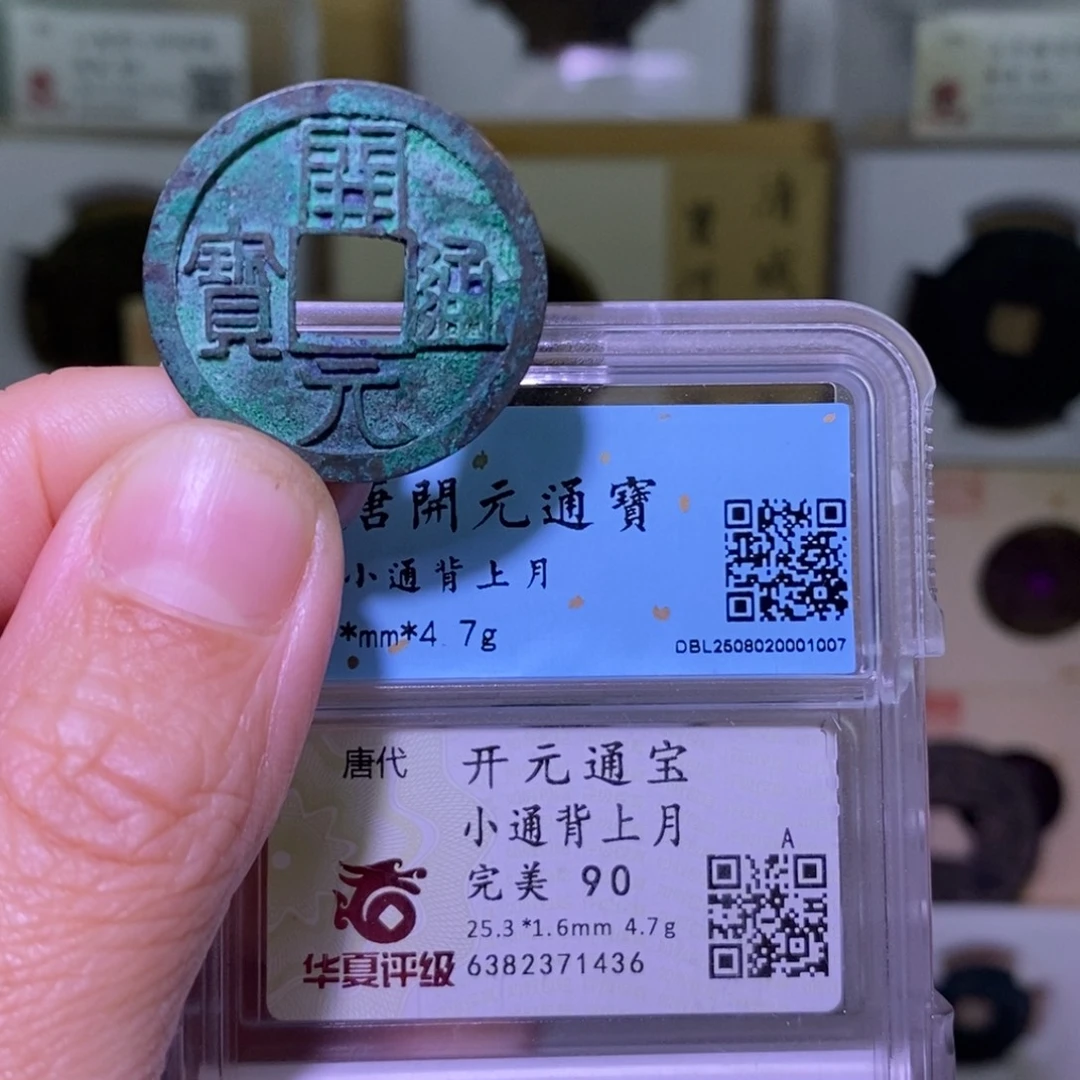 開元通寳
唐開元通寶
小通背上月
*mm*4.7g
DBL2508020001007
唐代
开元通宝
小通背上月
A
完美 90
25.3*1.6mm 4.7g
华夏评级
6382371436